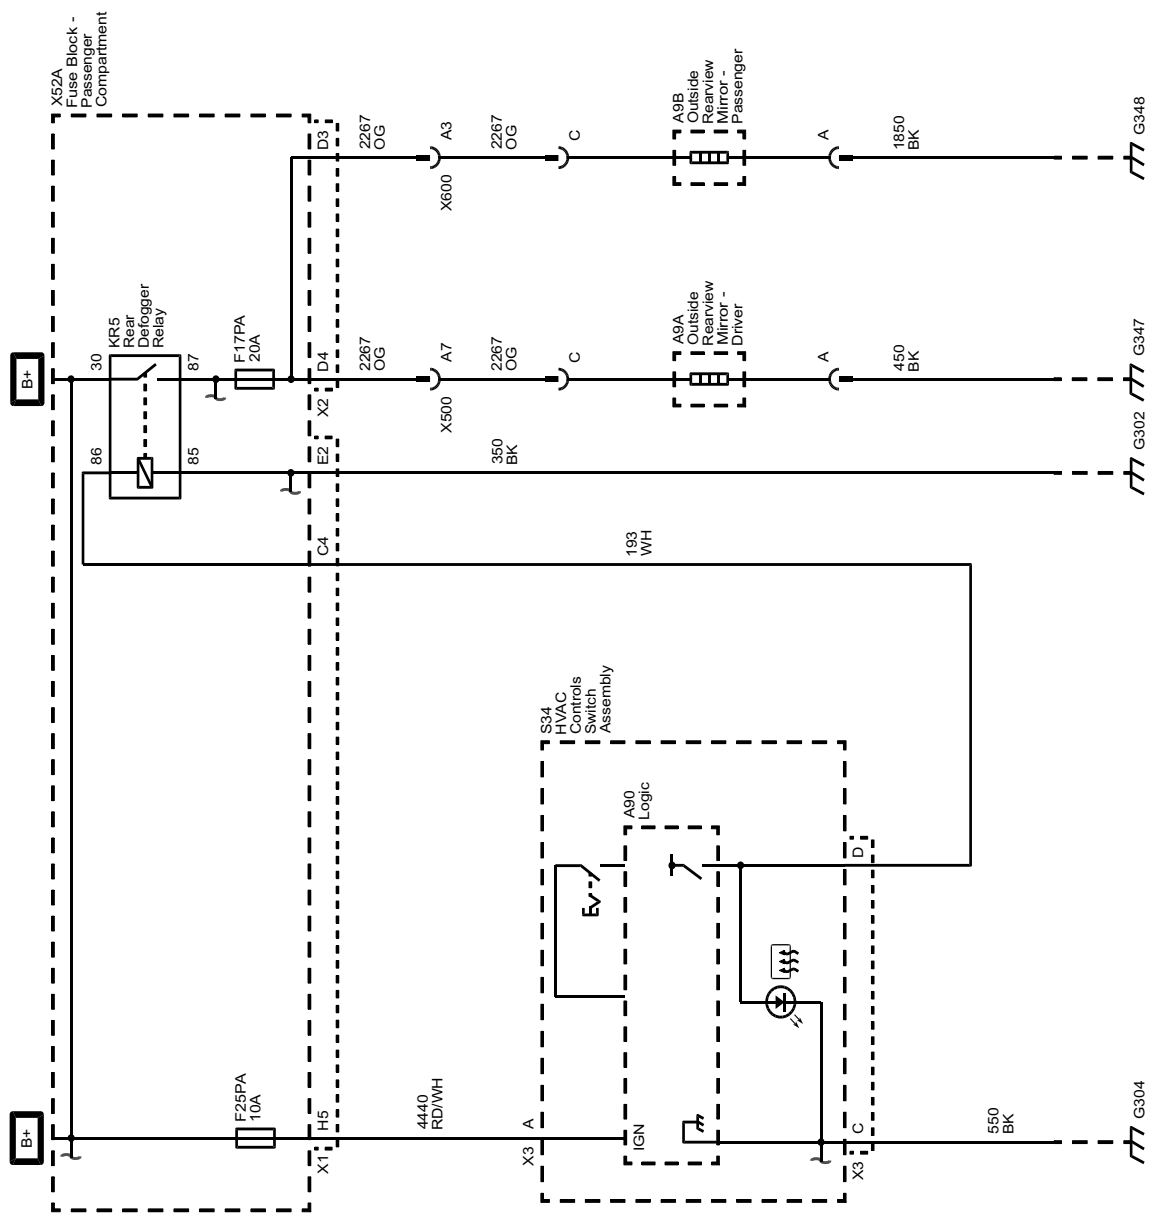 X52A
Fuse Block -
Passenger
Compartment
B+
KR5
Rear
Defogger
Relay
30
87
86
85
F17PA
20A
D3
D4
X2
E2
C4
2267
OG
A3
X600
2267
OG
C
A9B
Outside
Rearview
Mirror -
Passenger
A
1850
BK
G348
2267
OG
A7
X500
2267
OG
C
A9A
Outside
Rearview
Mirror -
Driver
A
450
BK
G347
350
BK
G302
193
WH
S34
HVAC
Controls
Switch
Assembly
A90
Logic
D
B+
F25PA
10A
H5
X1
4440
RD/WH
A
X3
IGN
C
X3
550
BK
G304